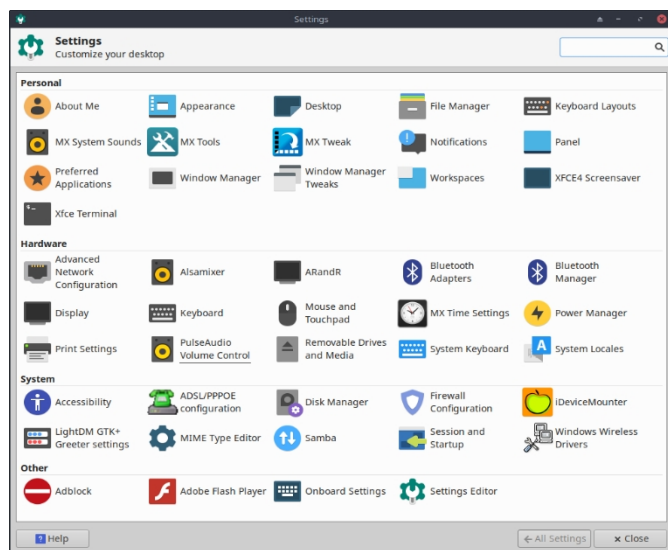 Settings
Settings
Customize your desktop
Personal
About Me
Appearance
Desktop
File Manager
Keyboard Layouts
MX System Sounds
MX Tools
MX Tweak
Notifications
Panel
Preferred
Applications
Window Manager
Window Manager
Tweaks
Workspaces
XFCE4 Screensaver
Xfce Terminal
Hardware
Advanced
Network
Configuration
Alsamixer
ARandR
Bluetooth
Adapters
Bluetooth
Manager
Display
Keyboard
Mouse and
Touchpad
MX Time Settings
Power Manager
Print Settings
PulseAudio
Volume Control
Removable Drives
and Media
System Keyboard
System Locales
System
Accessibility
ADSL/PPPOE
configuration
Disk Manager
Firewall
Configuration
iDeviceMounter
LightDM GTK+
Greeter settings
MIME Type Editor
Samba
Session and
Startup
Windows Wireless
Drivers
Other
Adblock
Adobe Flash Player
Onboard Settings
Settings Editor
Help
All Settings
Close